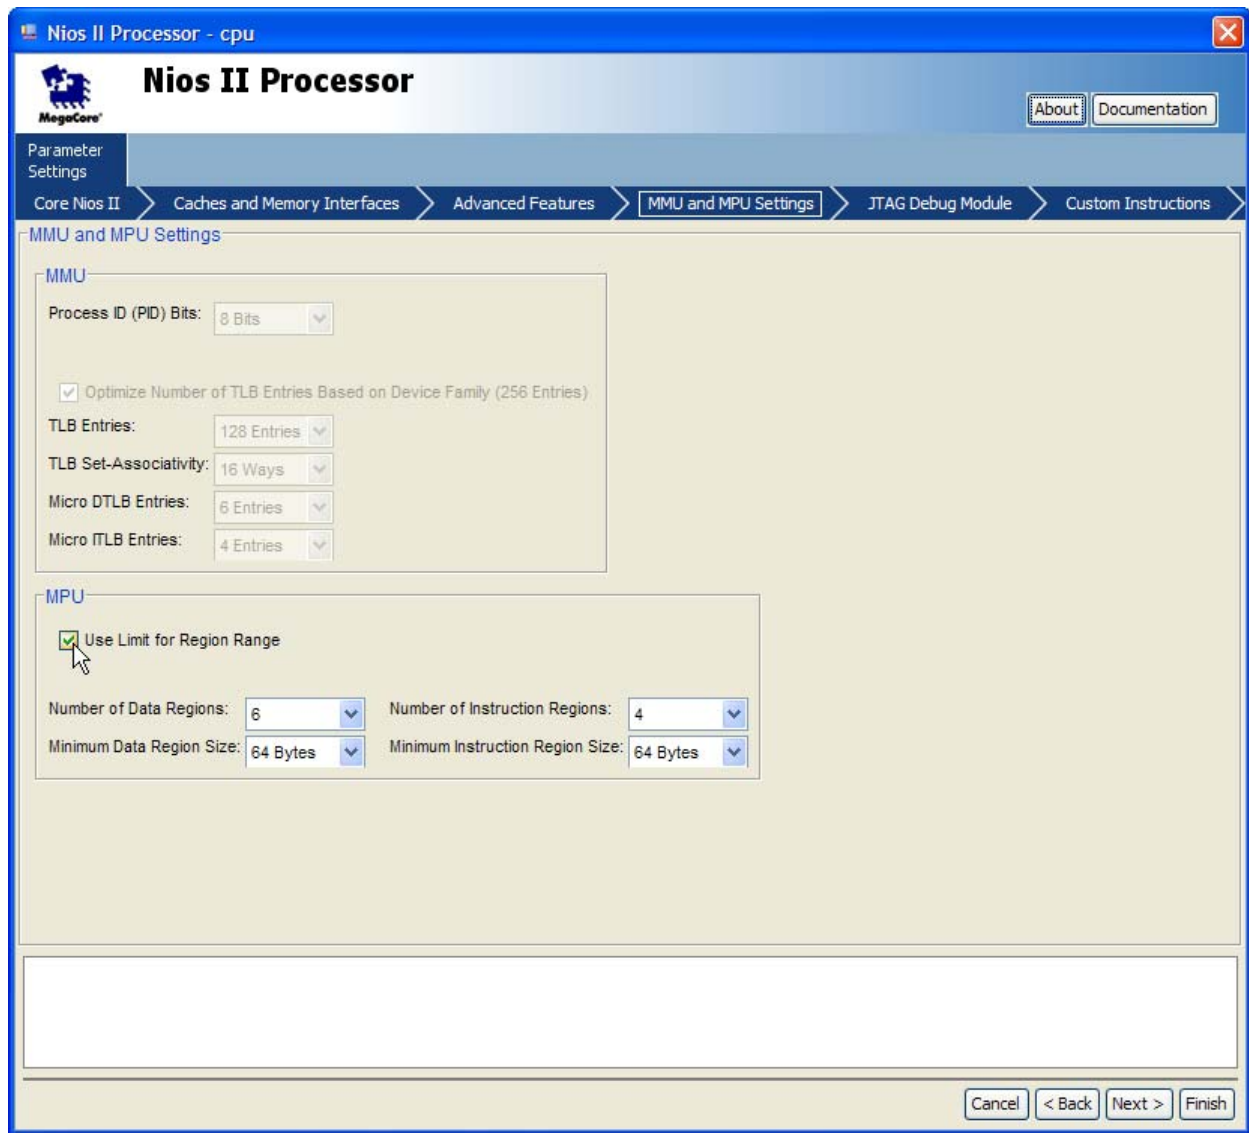 Nios II Processor - cpu
Nios II Processor
MegaCore®
About Documentation
Parameter
Settings
Core Nios II Caches and Memory Interfaces Advanced Features MMU and MPU Settings JTAG Debug Module Custom Instructions
MMU and MPU Settings
MMU
Process ID (PID) Bits: 8 Bits
Optimize Number of TLB Entries Based on Device Family (256 Entries)
TLB Entries: 128 Entries
TLB Set-Associativity: 16 Ways
Micro DTLB Entries: 6 Entries
Micro ITLB Entries: 4 Entries
MPU
Use Limit for Region Range
Number of Data Regions: 6 Number of Instruction Regions: 4
Minimum Data Region Size: 64 Bytes Minimum Instruction Region Size: 64 Bytes
Cancel < Back Next > Finish